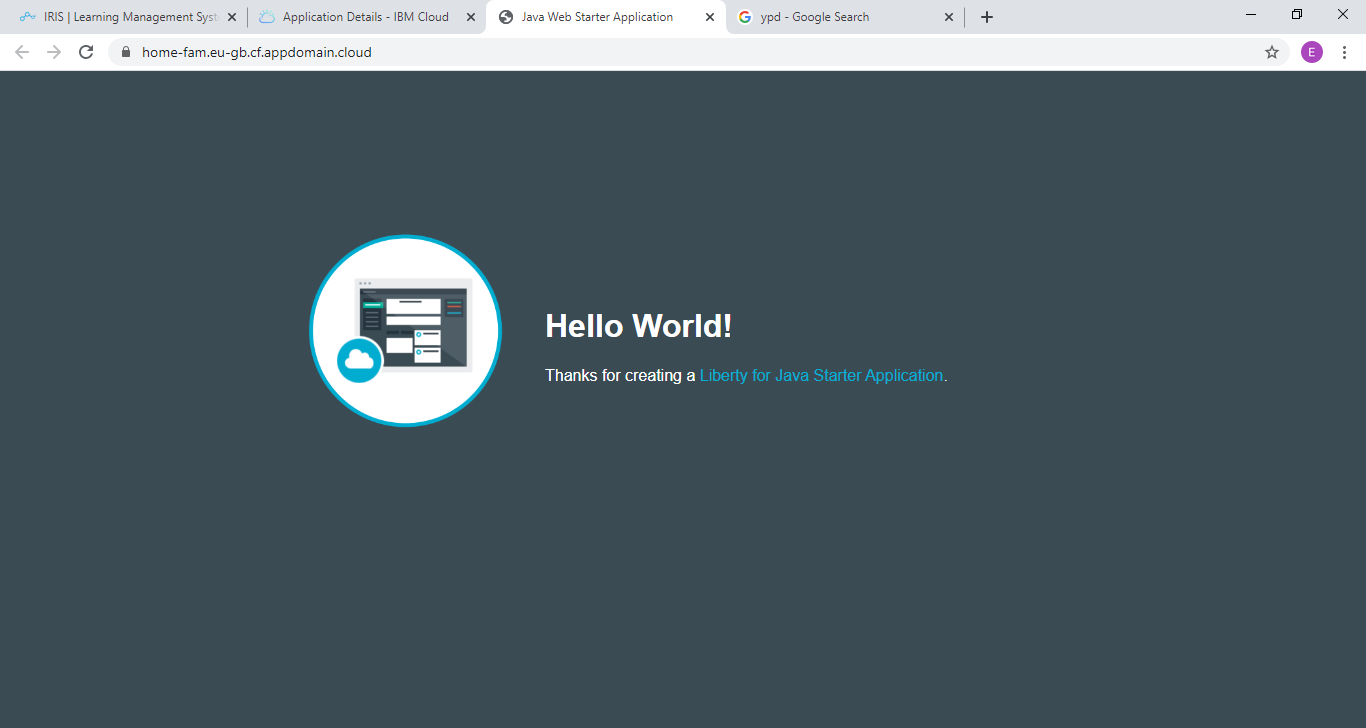 IRIS | Learning Management Syst
Application Details - IBM Cloud
Java Web Starter Application
ypd - Google Search
home-fam.eu-gb.cf.appdomain.cloud
E
Hello World!
Thanks for creating a Liberty for Java Starter Application.